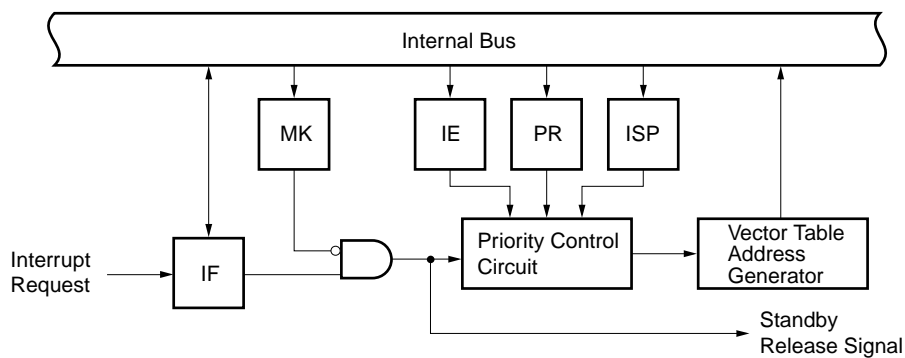 Internal Bus
MK
IE
PR
ISP
Interrupt
Request
IF
Priority Control
Circuit
Vector Table
Address
Generator
Standby
Release Signal